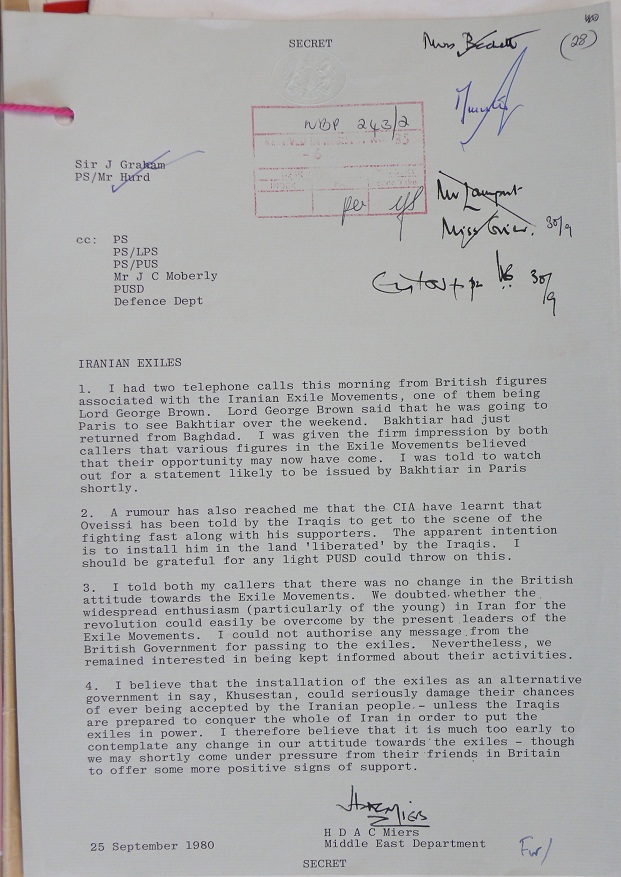 SECRET
(28)
NBP 243/2
Sir J Graham
PS/Mr Hurd
Mr Lamport
Miss
30/9
cc: PS
PS/LPS
PS/PUS
Mr J C Moberly
PUSD
Defence Dept
30/9
IRANIAN EXILES
1. I had two telephone calls this morning from British figures
associated with the Iranian Exile Movements, one of them being
Lord George Brown. Lord George Brown said that he was going to
Paris to see Bakhtiar over the weekend. Bakhtiar had just
returned from Baghdad. I was given the firm impression by both
callers that various figures in the Exile Movements believed
that their opportunity may now have come. I was told to watch
out for a statement likely to be issued by Bakhtiar in Paris
shortly.
2. A rumour has also reached me that the CIA have learnt that
Oveissi has been told by the Iraqis to get to the scene of the
fighting fast along with his supporters. The apparent intention
is to install him in the land 'liberated' by the Iraqis. I
should be grateful for any light PUSD could throw on this.
3. I told both my callers that there was no change in the British
attitude towards the Exile Movements. We doubted whether the
widespread enthusiasm (particularly of the young) in Iran for the
revolution could easily be overcome by the present leaders of the
Exile Movements. I could not authorise any message from the
British Government for passing to the exiles. Nevertheless, we
remained interested in being kept informed about their activities.
4. I believe that the installation of the exiles as an alternative
government in say, Khusestan, could seriously damage their chances
of ever being accepted by the Iranian people - unless the Iraqis
are prepared to conquer the whole of Iran in order to put the
exiles in power. I therefore believe that it is much too early to
contemplate any change in our attitude towards the exiles - though
we may shortly come under pressure from their friends in Britain
to offer some more positive signs of support.
H D A C Miers
25 September 1980 Middle East Department
SECRET